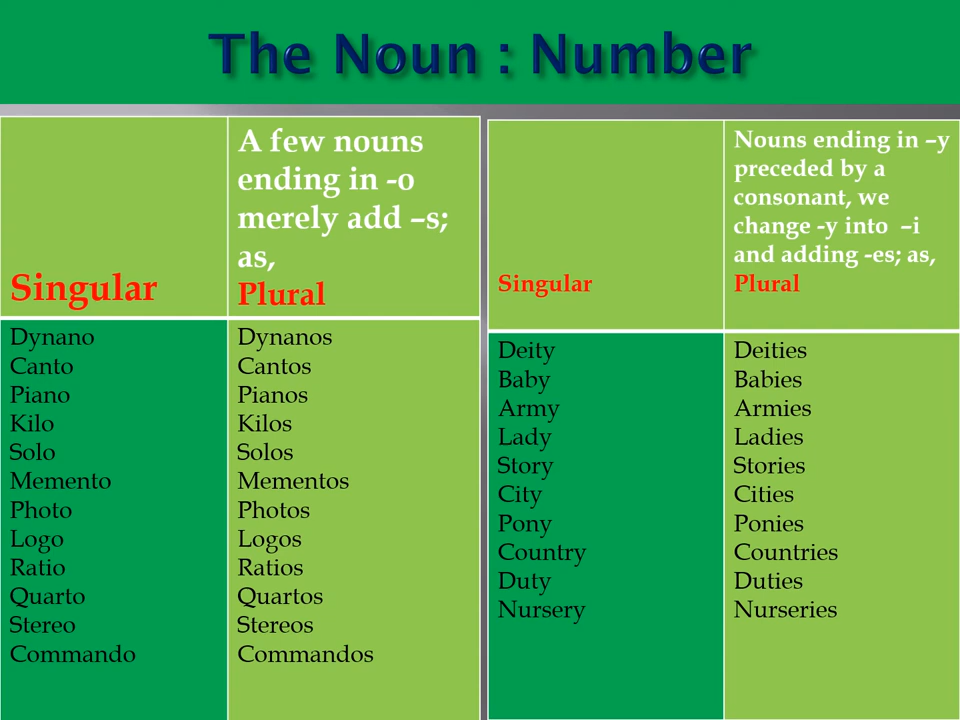 The Noun : Number
Singular
A few nouns
ending in -o
merely add –s;
as,
Plural
Dynano
Canto
Piano
Kilo
Solo
Memento
Photo
Logo
Ratio
Quarto
Stereo
Commando
Dynanos
Cantos
Pianos
Kilos
Solos
Mementos
Photos
Logos
Ratios
Quartos
Stereos
Commandos
Singular
Nouns ending in –y
preceded by a
consonant, we
change -y into –i
and adding -es; as,
Plural
Deity
Baby
Army
Lady
Story
City
Pony
Country
Duty
Nursery
Deities
Babies
Armies
Ladies
Stories
Cities
Ponies
Countries
Duties
Nurseries